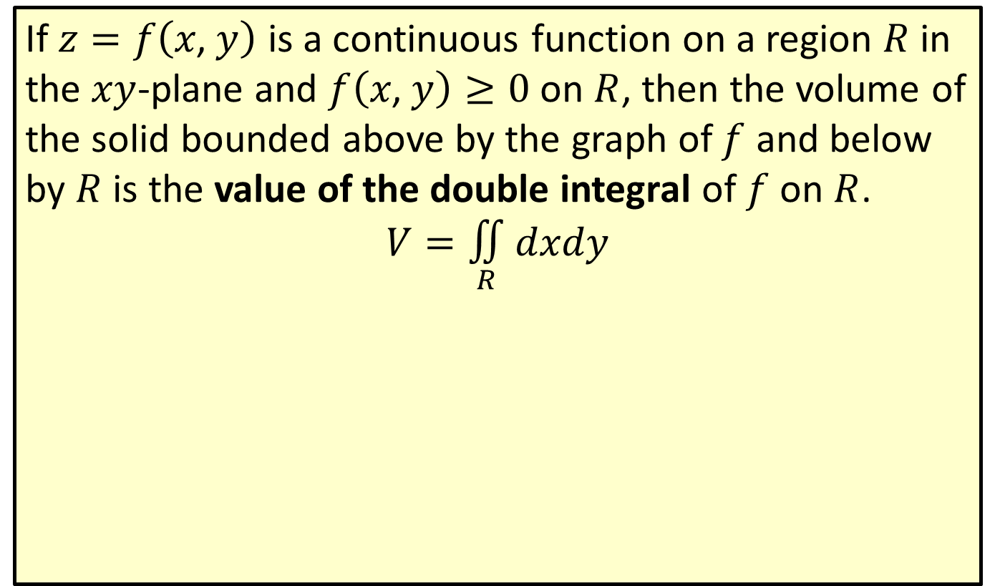 If z = f(x, y) is a continuous function on a region R in
the xy-plane and f(x, y) ≥ 0 on R, then the volume of
the solid bounded above by the graph of f and below
by R is the value of the double integral of f on R.
V = ∬ dxdy
R